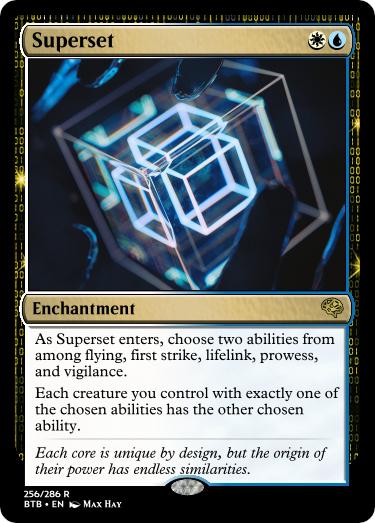 Superset
Enchantment
As Superset enters, choose two abilities from
among flying, first strike, lifelink, prowess,
and vigilance.
Each creature you control with exactly one of
the chosen abilities has the other chosen
ability.
Each core is unique by design, but the origin of
their power has endless similarities.
256/286 R
BTB • EN Max Hay